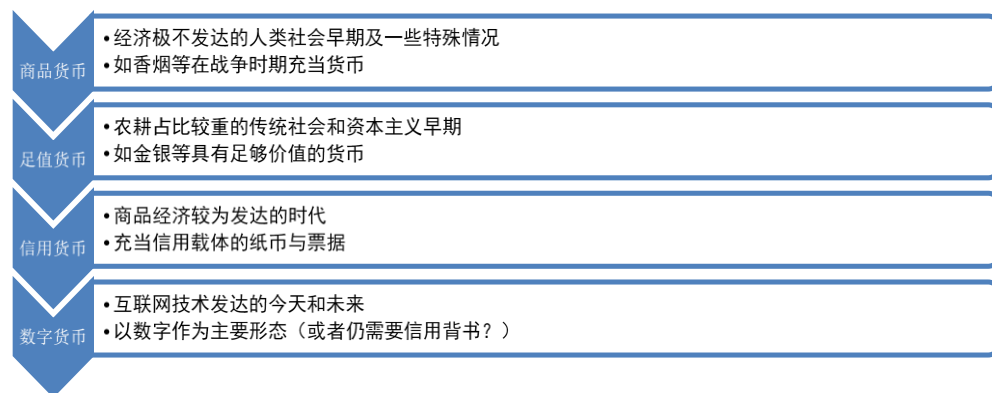 商品货币
•经济极不发达的人类社会早期及一些特殊情况
•如香烟等在战争时期充当货币
足值货币
•农耕占比较重的传统社会和资本主义早期
•如金银等具有足够价值的货币
信用货币
•商品经济较为发达的时代
•充当信用载体的纸币与票据
数字货币
•互联网技术发达的今天和未来
•以数字作为主要形态（或者仍需要信用背书？）